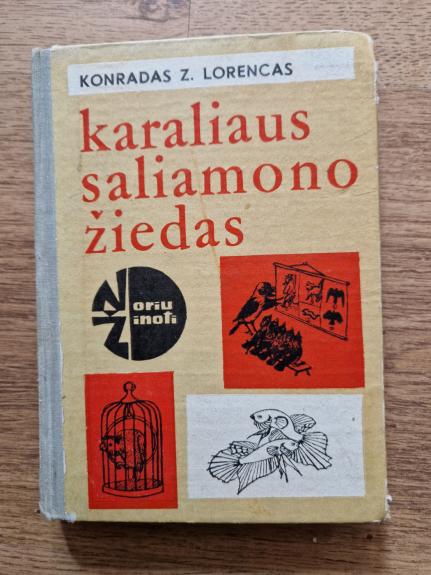 KONRADAS Z. LORENCAS
karaliaus
saliamono
žiedas
Noriu
Žinoti